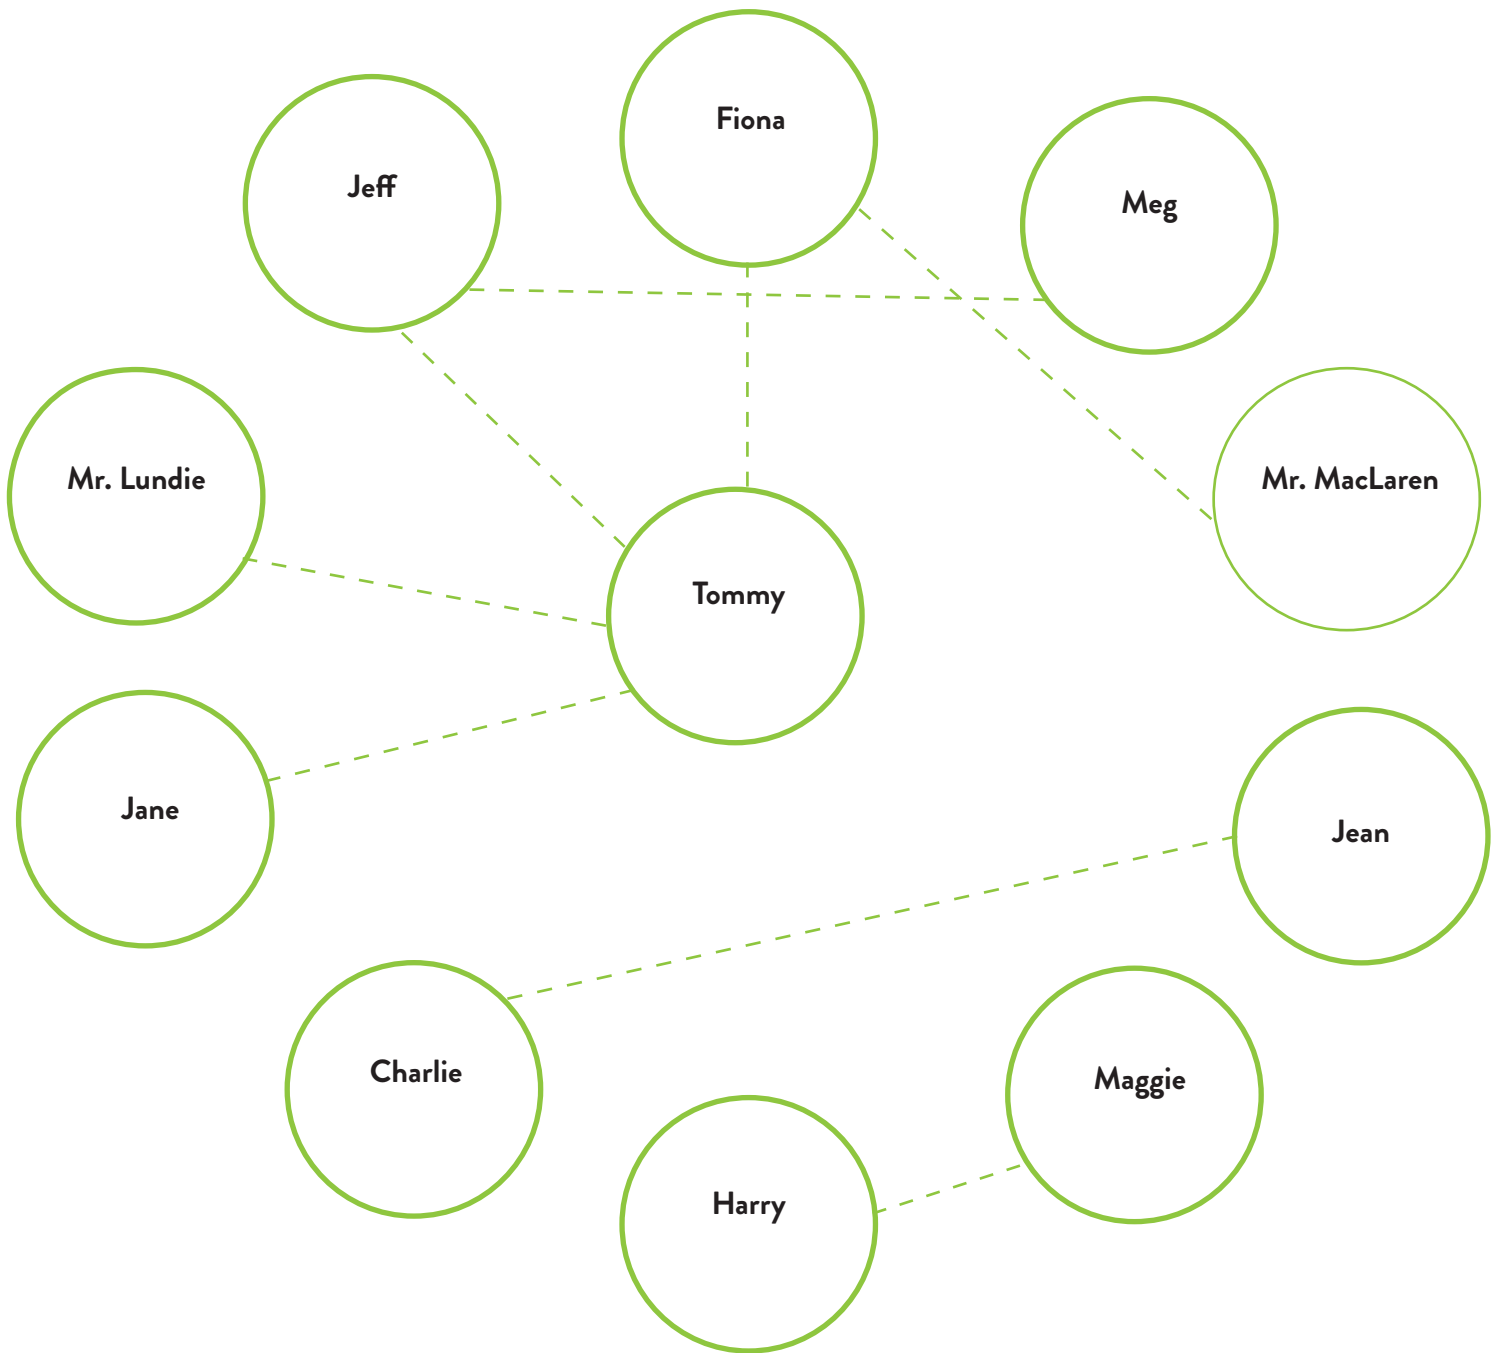 Fiona
Jeff
Meg
Mr. Lundie
Mr. MacLaren
Tommy
Jane
Jean
Charlie
Maggie
Harry